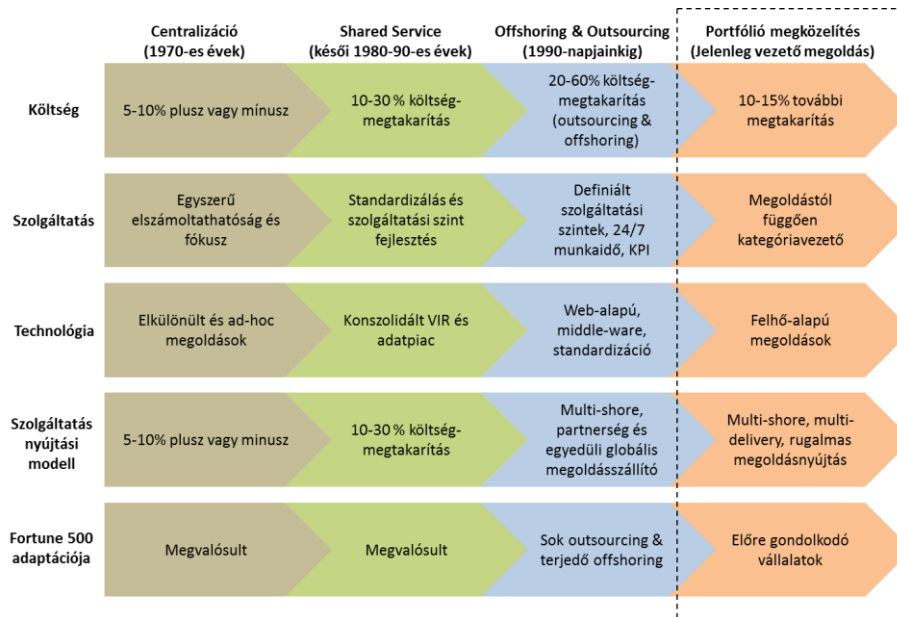 Centralizáció
(1970-es évek)
Shared Service
(késői 1980-90-es évek)
Offshoring & Outsourcing
(1990-napjainkig)
Portfólió megközelítés
(Jelenleg vezető megoldás)
Költség
5-10% plusz vagy mínusz
10-30 % költség-
megtakarítás
20-60% költség-
megtakarítás
(outsourcing &
offshoring)
10-15% további
megtakarítás
Szolgáltatás
Egyszerű
elszámoltathatóság és
fókusz
Standardizálás és
szolgáltatási szint
fejlesztés
Definiált
szolgáltatási
szintek, 24/7
munkaidő, KPI
Megoldástól
függően
kategóriavezető
Technológia
Elkülönült és ad-hoc
megoldások
Konszolidált VIR és
adatpiac
Web-alapú,
middle-ware,
standardizáció
Felhő-alapú
megoldások
Szolgáltatás
nyújtási
modell
5-10% plusz vagy minusz
10-30 % költség-
megtakarítás
Multi-shore,
partnerség és
egyedüli globális
megoldásszállító
Multi-shore, multi-
delivery, rugalmas
megoldásnyújtás
Fortune 500
adaptációja
Megvalósult
Megvalósult
Sok outsourcing &
terjedő offshoring
Előre gondolkodó
vállalatok